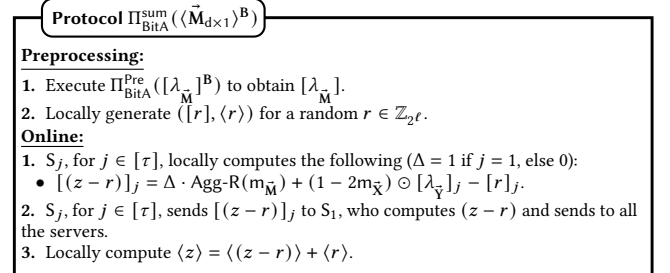 Protocol Π^sum_BitA(⟨M⃗_d×1⟩^B)
Preprocessing:
1. Execute Π^Pre_BitA([λ_M⃗]^B) to obtain [λ_M⃗].
2. Locally generate ([r], ⟨r⟩) for a random r ∈ ℤ_2ℓ.
Online:
1. S_j, for j ∈ [τ], locally computes the following (Δ = 1 if j = 1, else 0):
• [(z − r)]_j = Δ · Agg-R(m_M⃗) + (1 − 2m_X⃗) ⊙ [λ_Y⃗]_j − [r]_j.
2. S_j, for j ∈ [τ], sends [(z − r)]_j to S_1, who computes (z − r) and sends to all
the servers.
3. Locally compute ⟨z⟩ = ⟨(z − r)⟩ + ⟨r⟩.